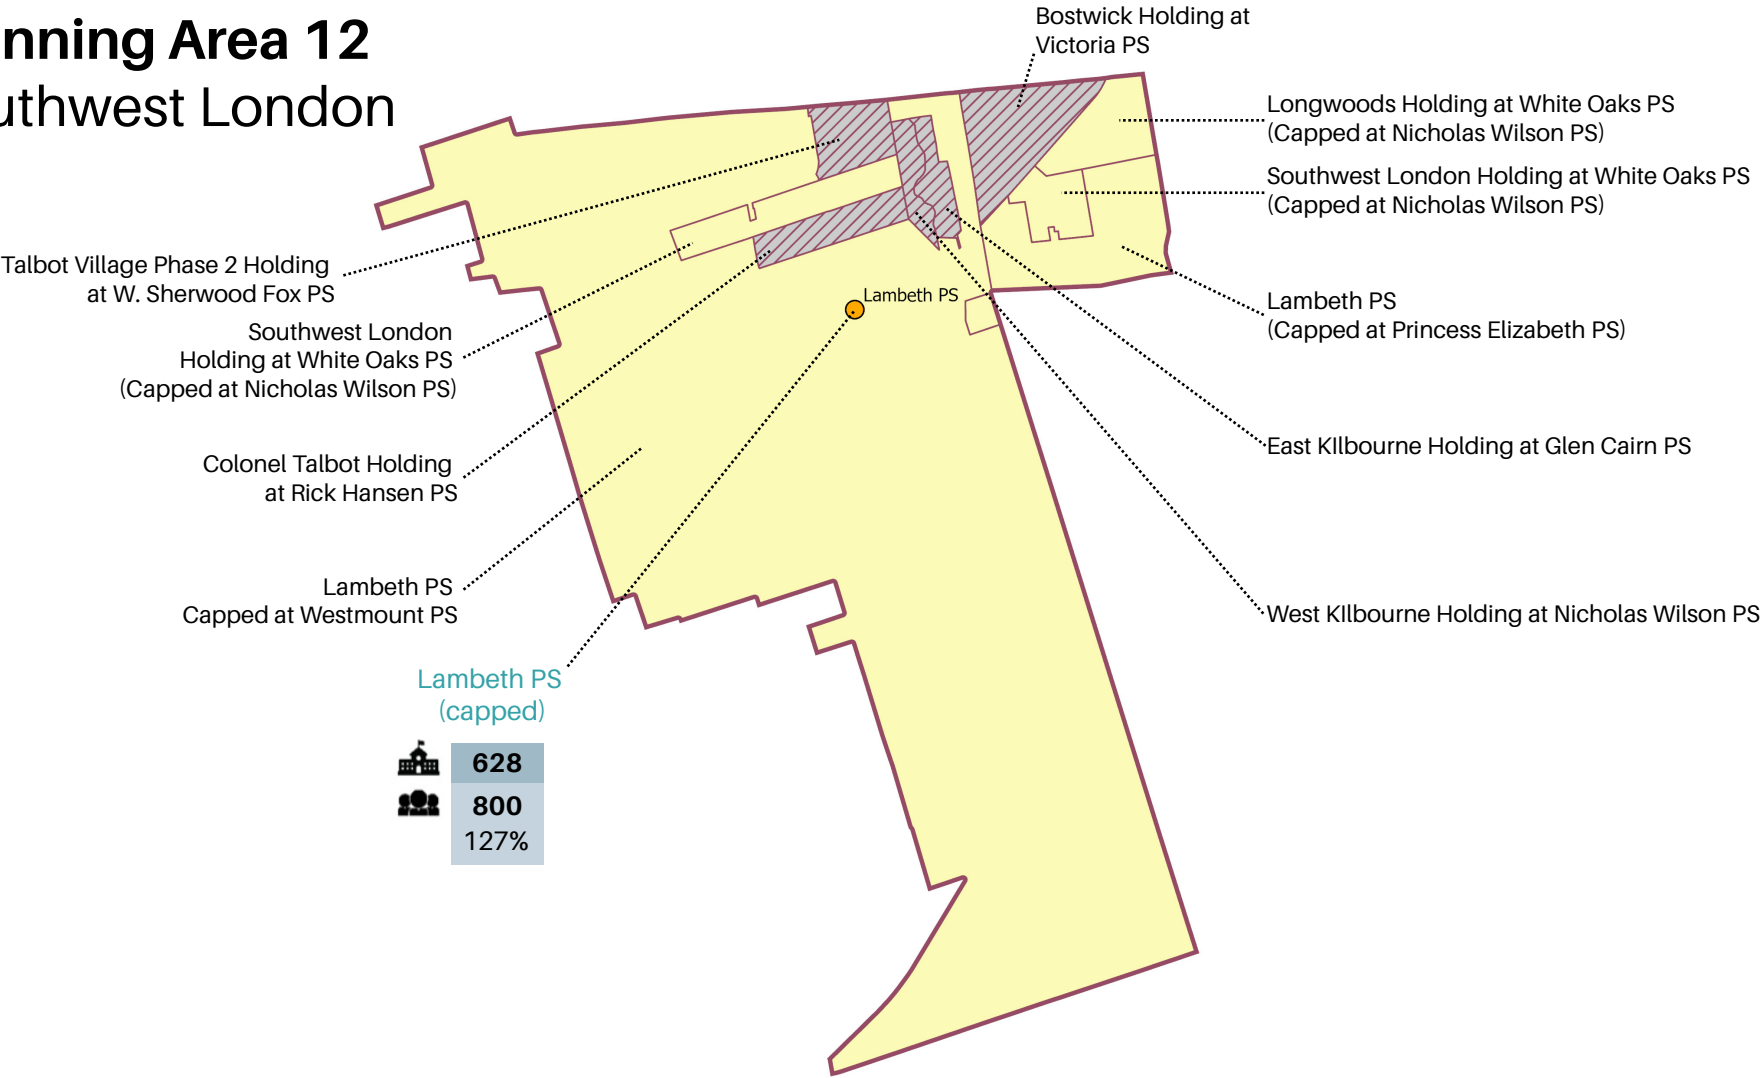 nning Area 12
uthwest London
Bostwick Holding at
Victoria PS
Longwoods Holding at White Oaks PS
(Capped at Nicholas Wilson PS)
Southwest London Holding at White Oaks PS
(Capped at Nicholas Wilson PS)
Talbot Village Phase 2 Holding
at W. Sherwood Fox PS
Lambeth PS
Lambeth PS
(Capped at Princess Elizabeth PS)
Southwest London
Holding at White Oaks PS
(Capped at Nicholas Wilson PS)
East KIlbourne Holding at Glen Cairn PS
Colonel Talbot Holding
at Rick Hansen PS
Lambeth PS
Capped at Westmount PS
West KIlbourne Holding at Nicholas Wilson PS
Lambeth PS
(capped)
628
800
127%